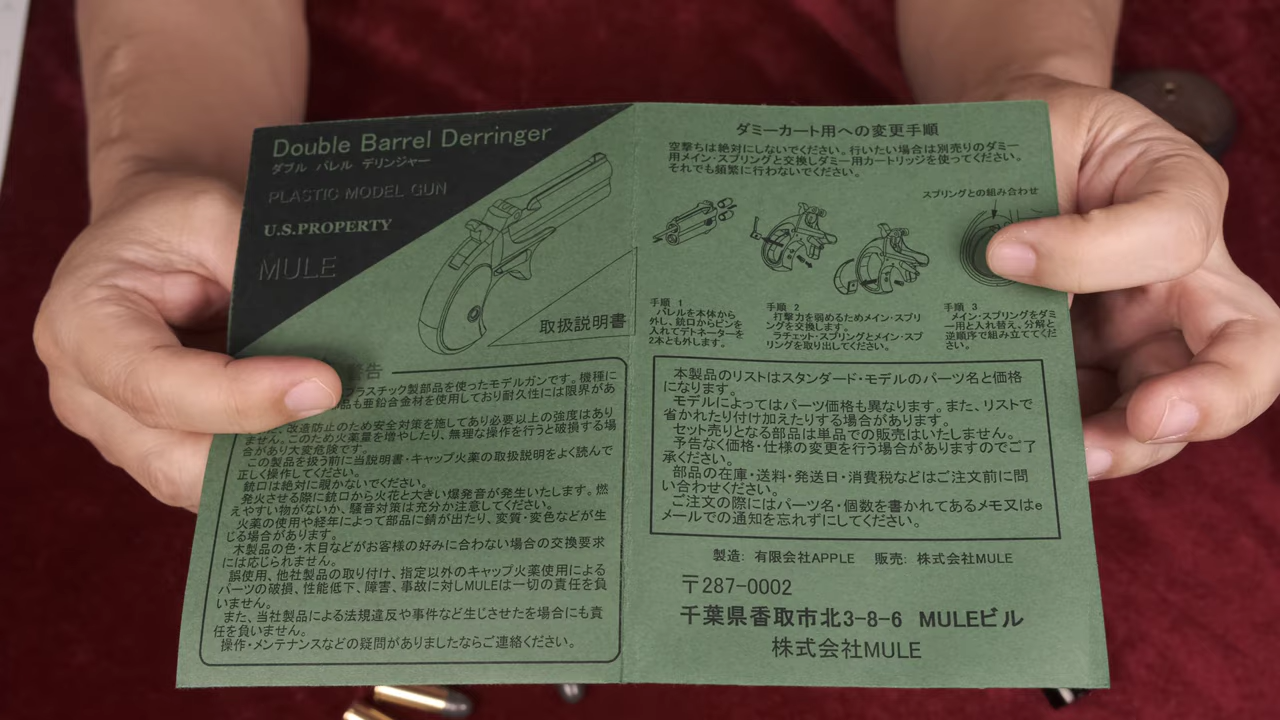 Double Barrel Derringer
ダブル バレル デリンジャー
PLASTIC MODEL GUN
U.S.PROPERTY
MULE
取扱説明書
警告
プラスチック製部品を使ったモデルガンです。機種に
部品も亜鉛合金材を使用しており耐久性には限界があ
改造防止のため安全対策を施してあり必要以上の強度はあり
ません。このため火薬量を増やしたり、無理な操作を行うと破損する場
合があり大変危険です。
この製品を扱う前に当説明書・キャップ火薬の取扱説明をよく読んで
正しく操作してください。
銃口は絶対に覗かないでください。
発火させる際に銃口から火花と大きい爆発音が発生いたします。燃
えやすい物がないか、騒音対策は充分か注意してください。
火薬の使用や経年によって部品に錆が出たり、変質・変色などが生
じる場合があります。
木製品の色・木目などがお客様の好みに合わない場合の交換要求
には応じられません。
誤使用、他社製品の取り付け、指定以外のキャップ火薬使用による
パーツの破損、性能低下、障害、事故に対しMULEは一切の責任を負
いません。
また、当社製品による法規違反や事件など生じさせたを場合にも責
任を負いません。
操作・メンテナンスなどの疑問がありましたならご連絡ください。
ダミーカート用への変更手順
空撃ちは絶対にしないでください。行いたい場合は別売りのダミー
用メイン・スプリングと交換しダミー用カートリッジを使ってください。
それでも頻繁に行わないでください。
スプリングとの組み合わせ
手順 1
バレルを本体から
外し、銃口からピンを
入れてデトネーターを
2本とも外します。
手順 2
打撃力を弱めるためメイン・スプリ
ングを交換します。
ラチェット・スプリングとメイン・スプ
リングを取り出してください。
手順 3
メイン・スプリングをダミ
ー用と入れ替え、分解と
逆順序で組み立ててくだ
さい。
本製品のリストはスタンダード・モデルのパーツ名と価格
になります。
モデルによってはパーツ価格も異なります。また、リストで
省かれたり付け加えたりする場合があります。
セット売りとなる部品は単品での販売はいたしません。
予告なく価格・仕様の変更を行う場合がありますのでご了
承ください。
部品の在庫・送料・発送日・消費税などはご注文前に問
い合わせください。
ご注文の際にはパーツ名・個数を書かれてあるメモ又はe
メールでの通知を忘れずにしてください。
製造: 有限会社APPLE 販売: 株式会社MULE
〒287-0002
千葉県香取市北3-8-6 MULEビル
株式会社MULE